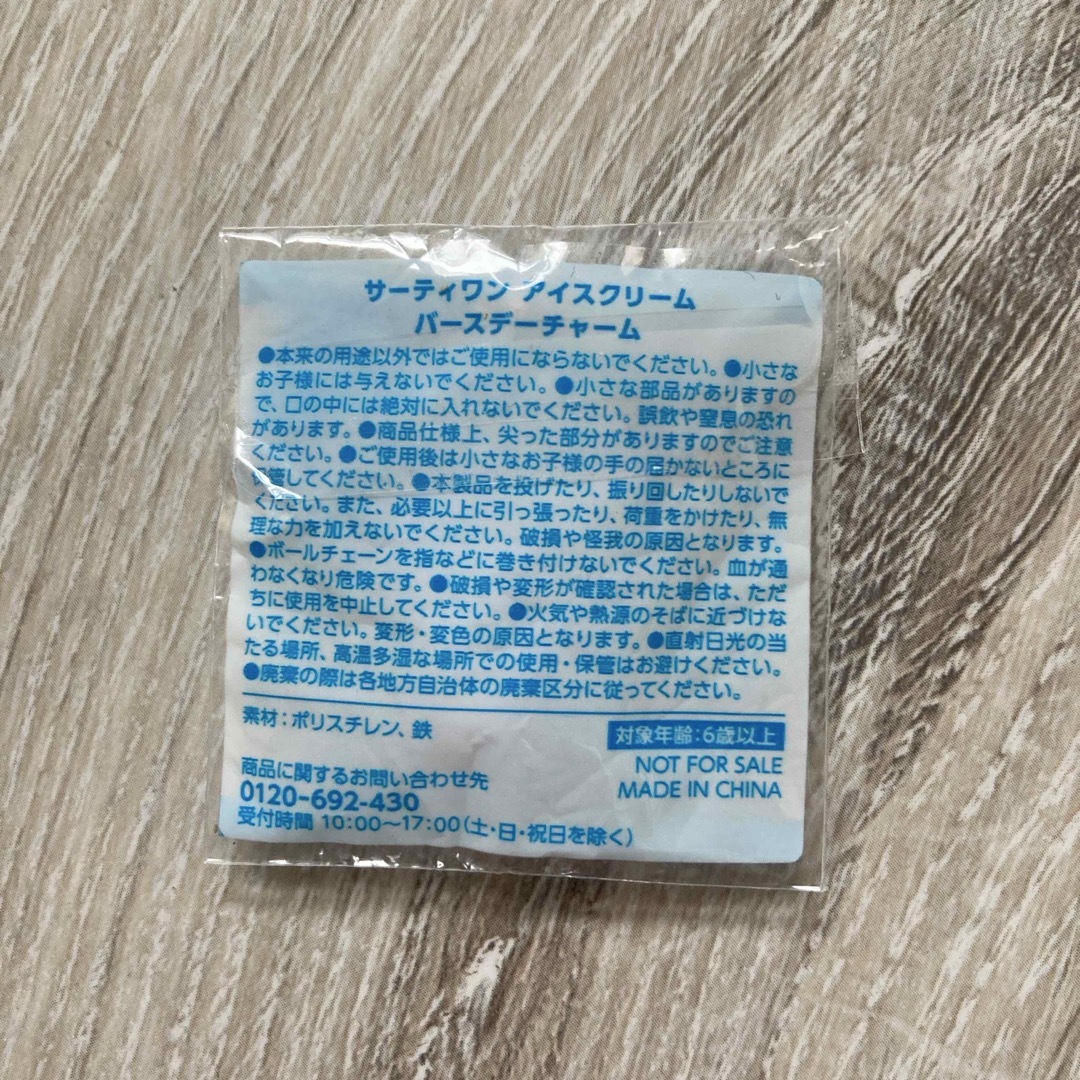 サーティワン アイスクリーム
バースデーチャーム
●本来の用途以外ではご使用にならないでください。●小さな
お子様には与えないでください。●小さな部品がありますの
で、口の中には絶対に入れないでください。誤飲や窒息の恐れ
があります。●商品仕様上、尖った部分がありますのでご注意
ください。●ご使用後は小さなお子様の手の届かないところに
管してください。●本製品を投げたり、振り回したりしないで
ください。また、必要以上に引っ張ったり、荷重をかけたり、無
理な力を加えないでください。破損や怪我の原因となります。
●ボールチェーンを指などに巻き付けないでください。血が通
わなくなり危険です。●破損や変形が確認された場合は、ただ
ちに使用を中止してください。●火気や熱源のそばに近づけな
いでください。変形・変色の原因となります。●直射日光の当
たる場所、高温多湿な場所での使用・保管はお避けください。
●廃棄の際は各地方自治体の廃棄区分に従ってください。
素材：ポリスチレン、鉄
対象年齢：6歳以上
NOT FOR SALE
MADE IN CHINA
商品に関するお問い合わせ先
0120-692-430
受付時間 10:00～17:00（土・日・祝日を除く）